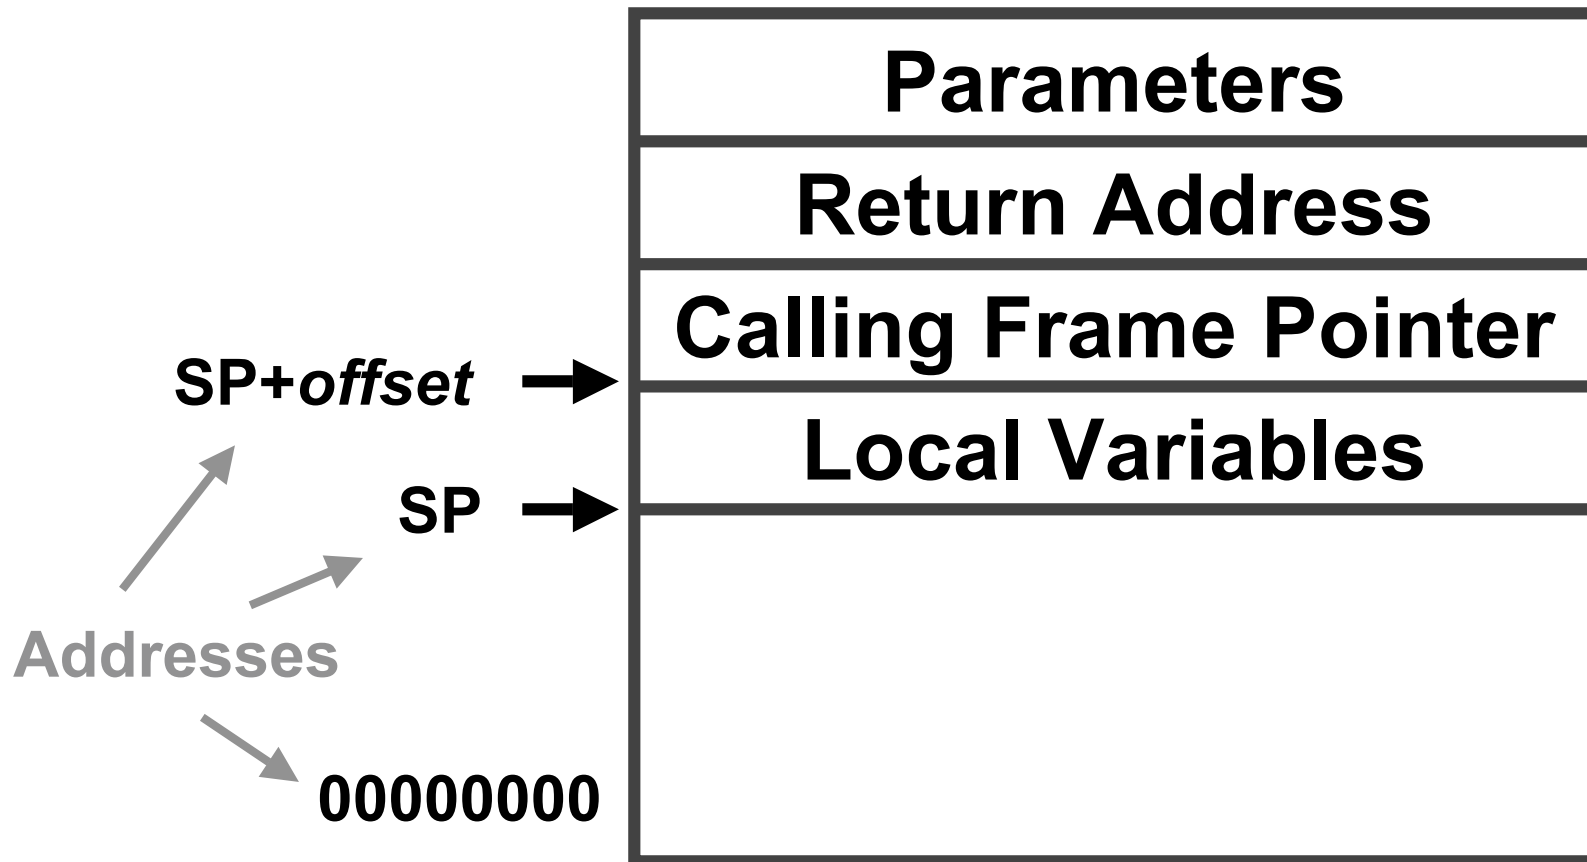 Parameters
Return Address
Calling Frame Pointer
SP+offset
Local Variables
SP
Addresses
00000000